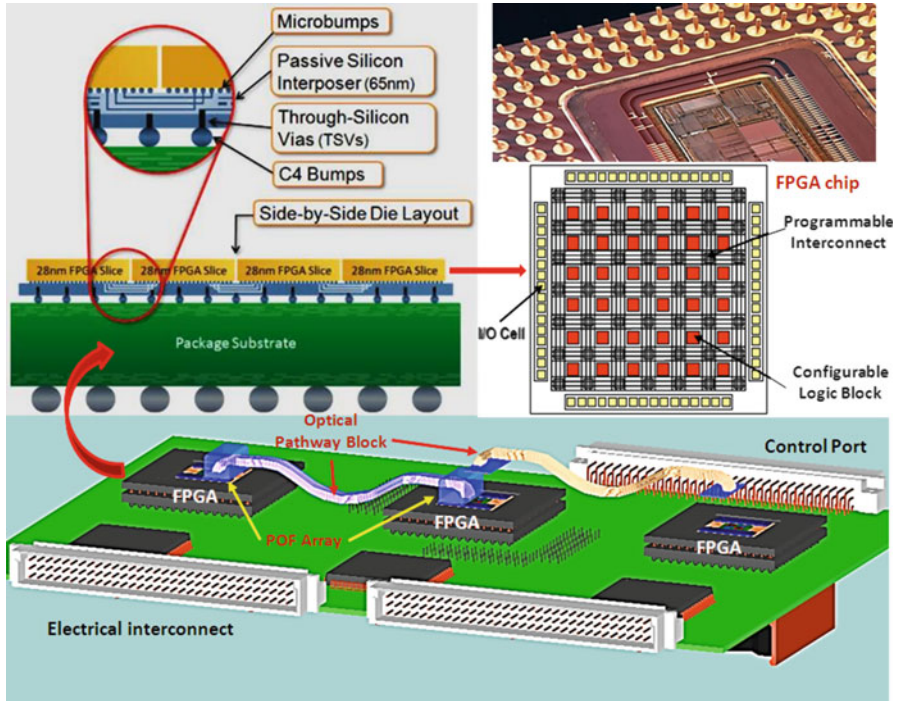 Microbumps
Passive Silicon
Interposer (65nm)
Through-Silicon
Vias (TSVs)
C4 Bumps
Side-by-Side Die Layout
28nm FPGA Slice 28nm FPGA Slice 28nm FPGA Slice 28nm FPGA Slice
Package Substrate
FPGA chip
Programmable
Interconnect
I/O Cell
Configurable
Logic Block
Optical
Pathway Block
Control Port
FPGA
FPGA
FPGA
POF Array
Electrical interconnect